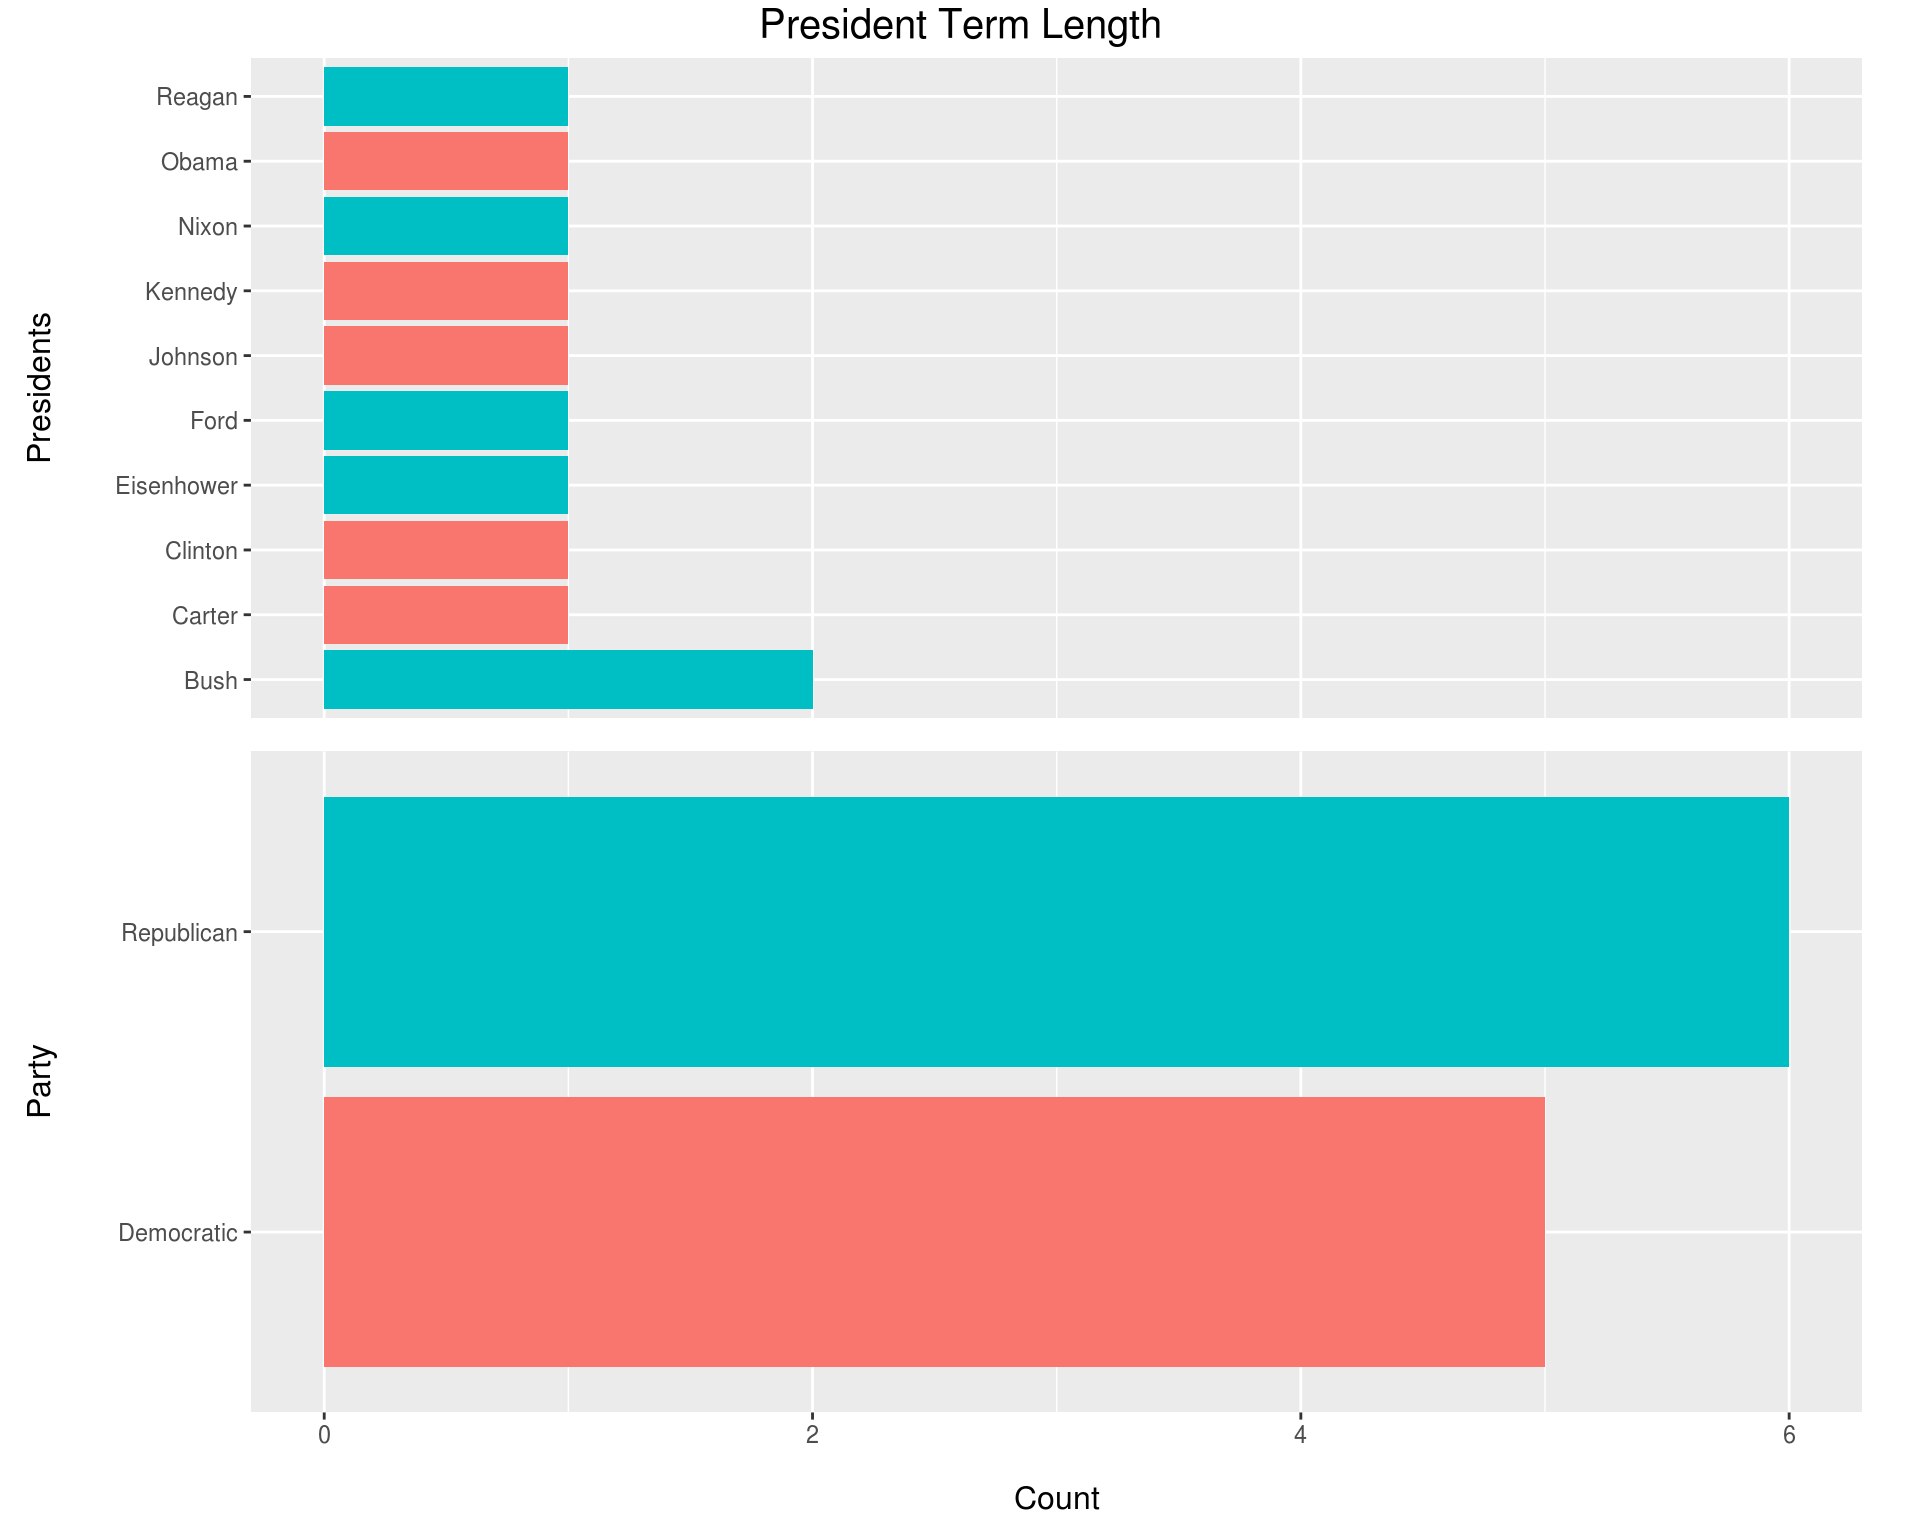 President Term Length
Presidents
Reagan
Obama
Nixon
Kennedy
Johnson
Ford
Eisenhower
Clinton
Carter
Bush
Party
Republican
Democratic
0 2 4 6
Count